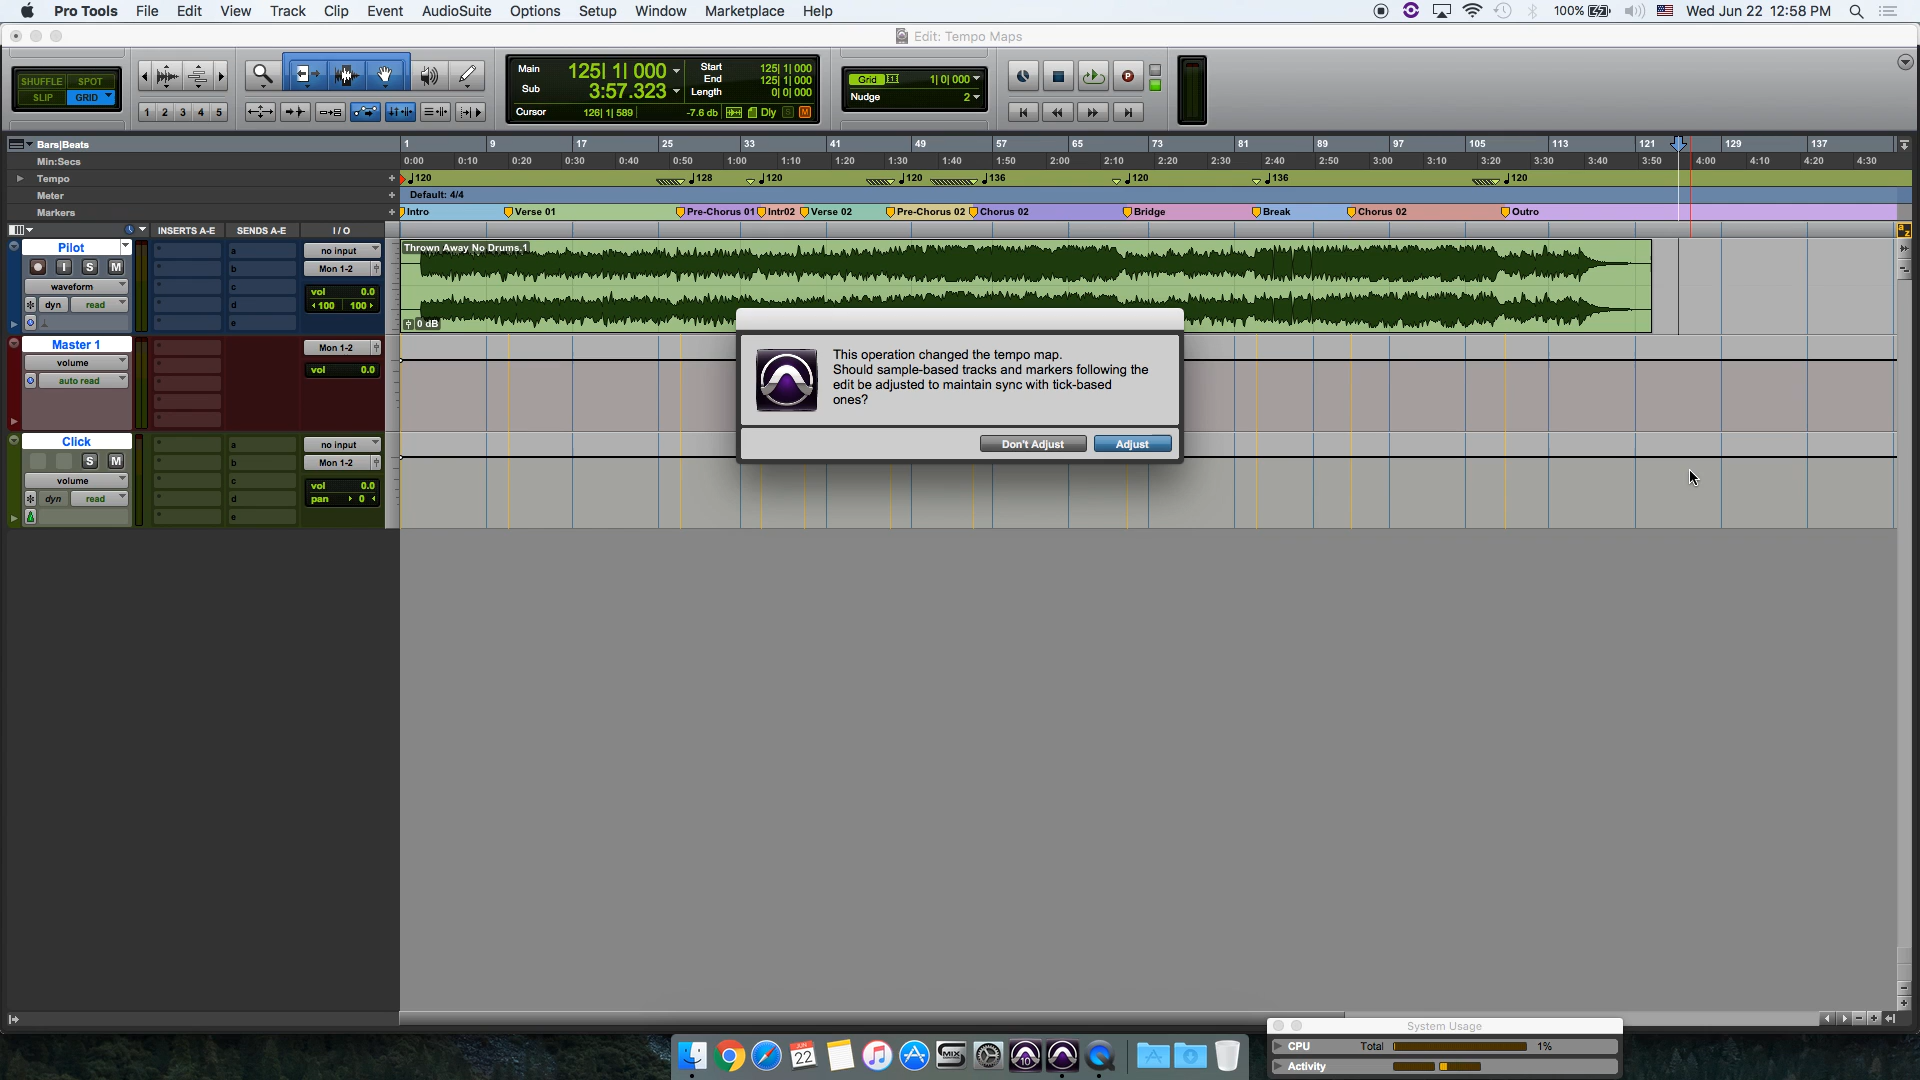 Pro Tools File Edit View Track Clip Event AudioSuite Options Setup Window Marketplace Help 100% Wed Jun 22 12:58 PM
Edit: Tempo Maps
SHUFFLE SPOT
SLIP GRID
1 2 3 4 5
Main 125| 1| 000
Sub 3:57.323
Start 125| 1| 000
End 125| 1| 000
Length 0| 0| 000
Cursor 126| 1| 589 -7.6 db Dly S M
Grid 1| 0| 000
Nudge 2
Bars|Beats 1 9 17 25 33 41 49 57 65 73 81 89 97 105 113 121 129 137
Min:Secs 0:00 0:10 0:20 0:30 0:40 0:50 1:00 1:10 1:20 1:30 1:40 1:50 2:00 2:10 2:20 2:30 2:40 2:50 3:00 3:10 3:20 3:30 3:40 3:50 4:00 4:10 4:20 4:30
Tempo 120 128 120 120 136 120 136 120
Meter Default: 4/4
Markers Intro Verse 01 Pre-Chorus 01 Intr02 Verse 02 Pre-Chorus 02 Chorus 02 Bridge Break Chorus 02 Outro
INSERTS A-E SENDS A-E I / O
Pilot
I S M
waveform
dyn read
a
b
c
d
e
no input
Mon 1-2
vol 0.0
100 100
Thrown Away No Drums.1
0 dB
Master 1
volume
auto read
Mon 1-2
vol 0.0
Click
S M
volume
dyn read
a
b
c
d
e
no input
Mon 1-2
vol 0.0
pan 0
This operation changed the tempo map.
Should sample-based tracks and markers following the
edit be adjusted to maintain sync with tick-based
ones?
Don't Adjust Adjust
a z
System Usage
CPU Total 1%
Activity
JUN
22
MIX
10